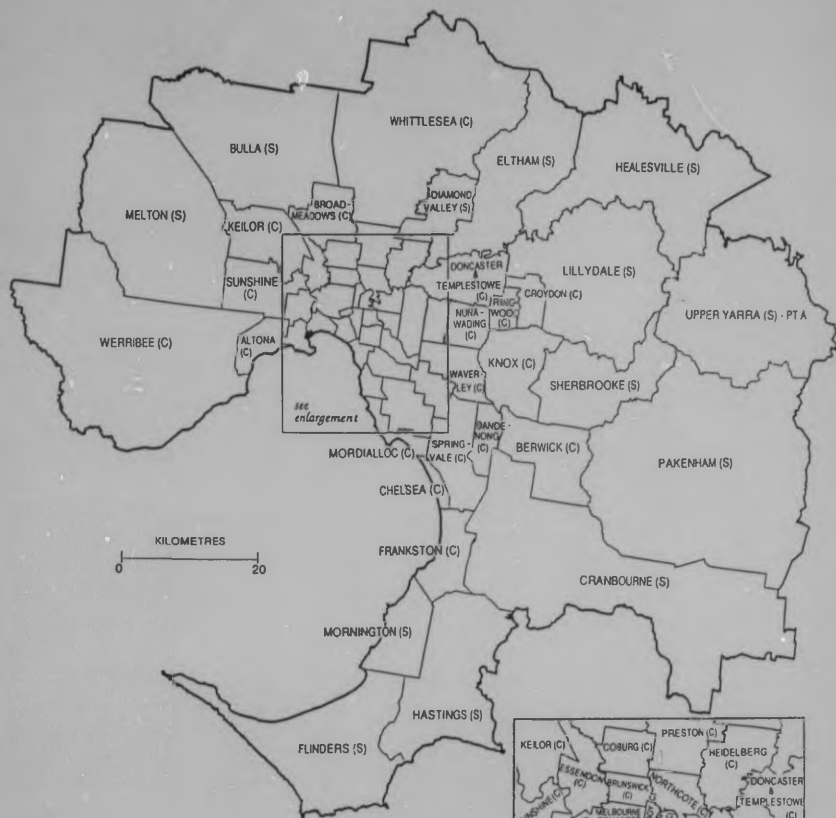 WHITTLESEA (C)
BULLA (S)
ELTHAM (S)
HEALESVILLE (S)
DIAMOND
VALLEY (S)
BROAD-
MEADOWS (C)
MELTON (S)
KEILOR (C)
DONCASTER
&
TEMPLESTOWE
(C)
LILLYDALE (S)
SUNSHINE
(C)
CROYDON (C)
RING
WOOD
(C)
UPPER YARRA (S) - PT A
NUNA-
WADING
(C)
WERRIBEE (C)
ALTONA
(C)
KNOX (C)
WAVER-
LEY (C)
SHERBROOKE (S)
see
enlargement
DANDE-
NONG
(C)
SPRING-
VALE (C)
BERWICK (C)
MORDIALLOC (C)
PAKENHAM (S)
CHELSEA (C)
KILOMETRES
0 20
FRANKSTON (C)
CRANBOURNE (S)
MORNINGTON (S)
HASTINGS (S)
FLINDERS (S)
PRESTON (C)
KEILOR (C)
COBURG (C)
HEIDELBERG
(C)
ESSENDON
(C)
BRUNSWICK
(C)
NORTHCOTE (C)
DONCASTER
&
TEMPLESTOWE
(C)
MELBOURNE